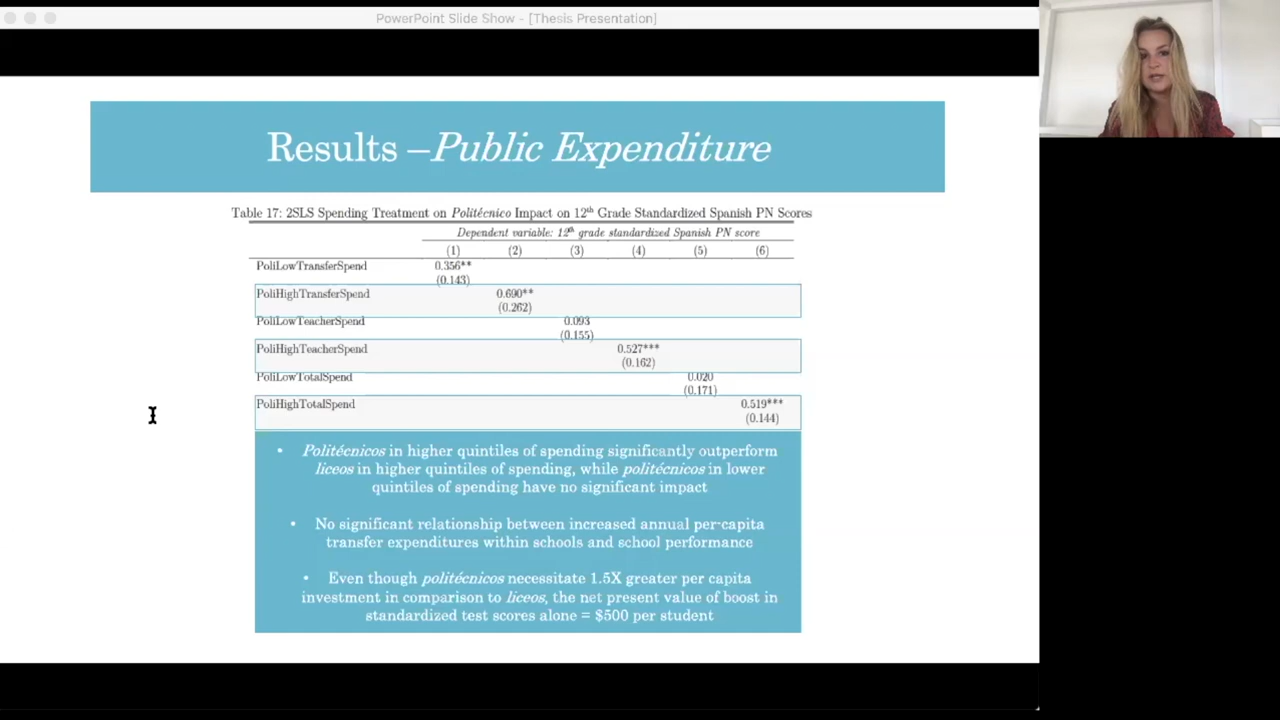 PowerPoint Slide Show - [Thesis Presentation]
Results –Public Expenditure
Table 17: 2SLS Spending Treatment on Politécnico Impact on 12th Grade Standardized Spanish PN Scores
Dependent variable: 12th grade standardized Spanish PN score
(1) (2) (3) (4) (5) (6)
PoliLowTransferSpend 0.356**
(0.143)
PoliHighTransferSpend 0.690**
(0.262)
PoliLowTeacherSpend 0.093
(0.155)
PoliHighTeacherSpend 0.527***
(0.162)
PoliLowTotalSpend 0.020
(0.171)
PoliHighTotalSpend 0.519***
(0.144)
• Politécnicos in higher quintiles of spending significantly outperform
liceos in higher quintiles of spending, while politécnicos in lower
quintiles of spending have no significant impact
• No significant relationship between increased annual per-capita
transfer expenditures within schools and school performance
• Even though politécnicos necessitate 1.5X greater per capita
investment in comparison to liceos, the net present value of boost in
standardized test scores alone = $500 per student